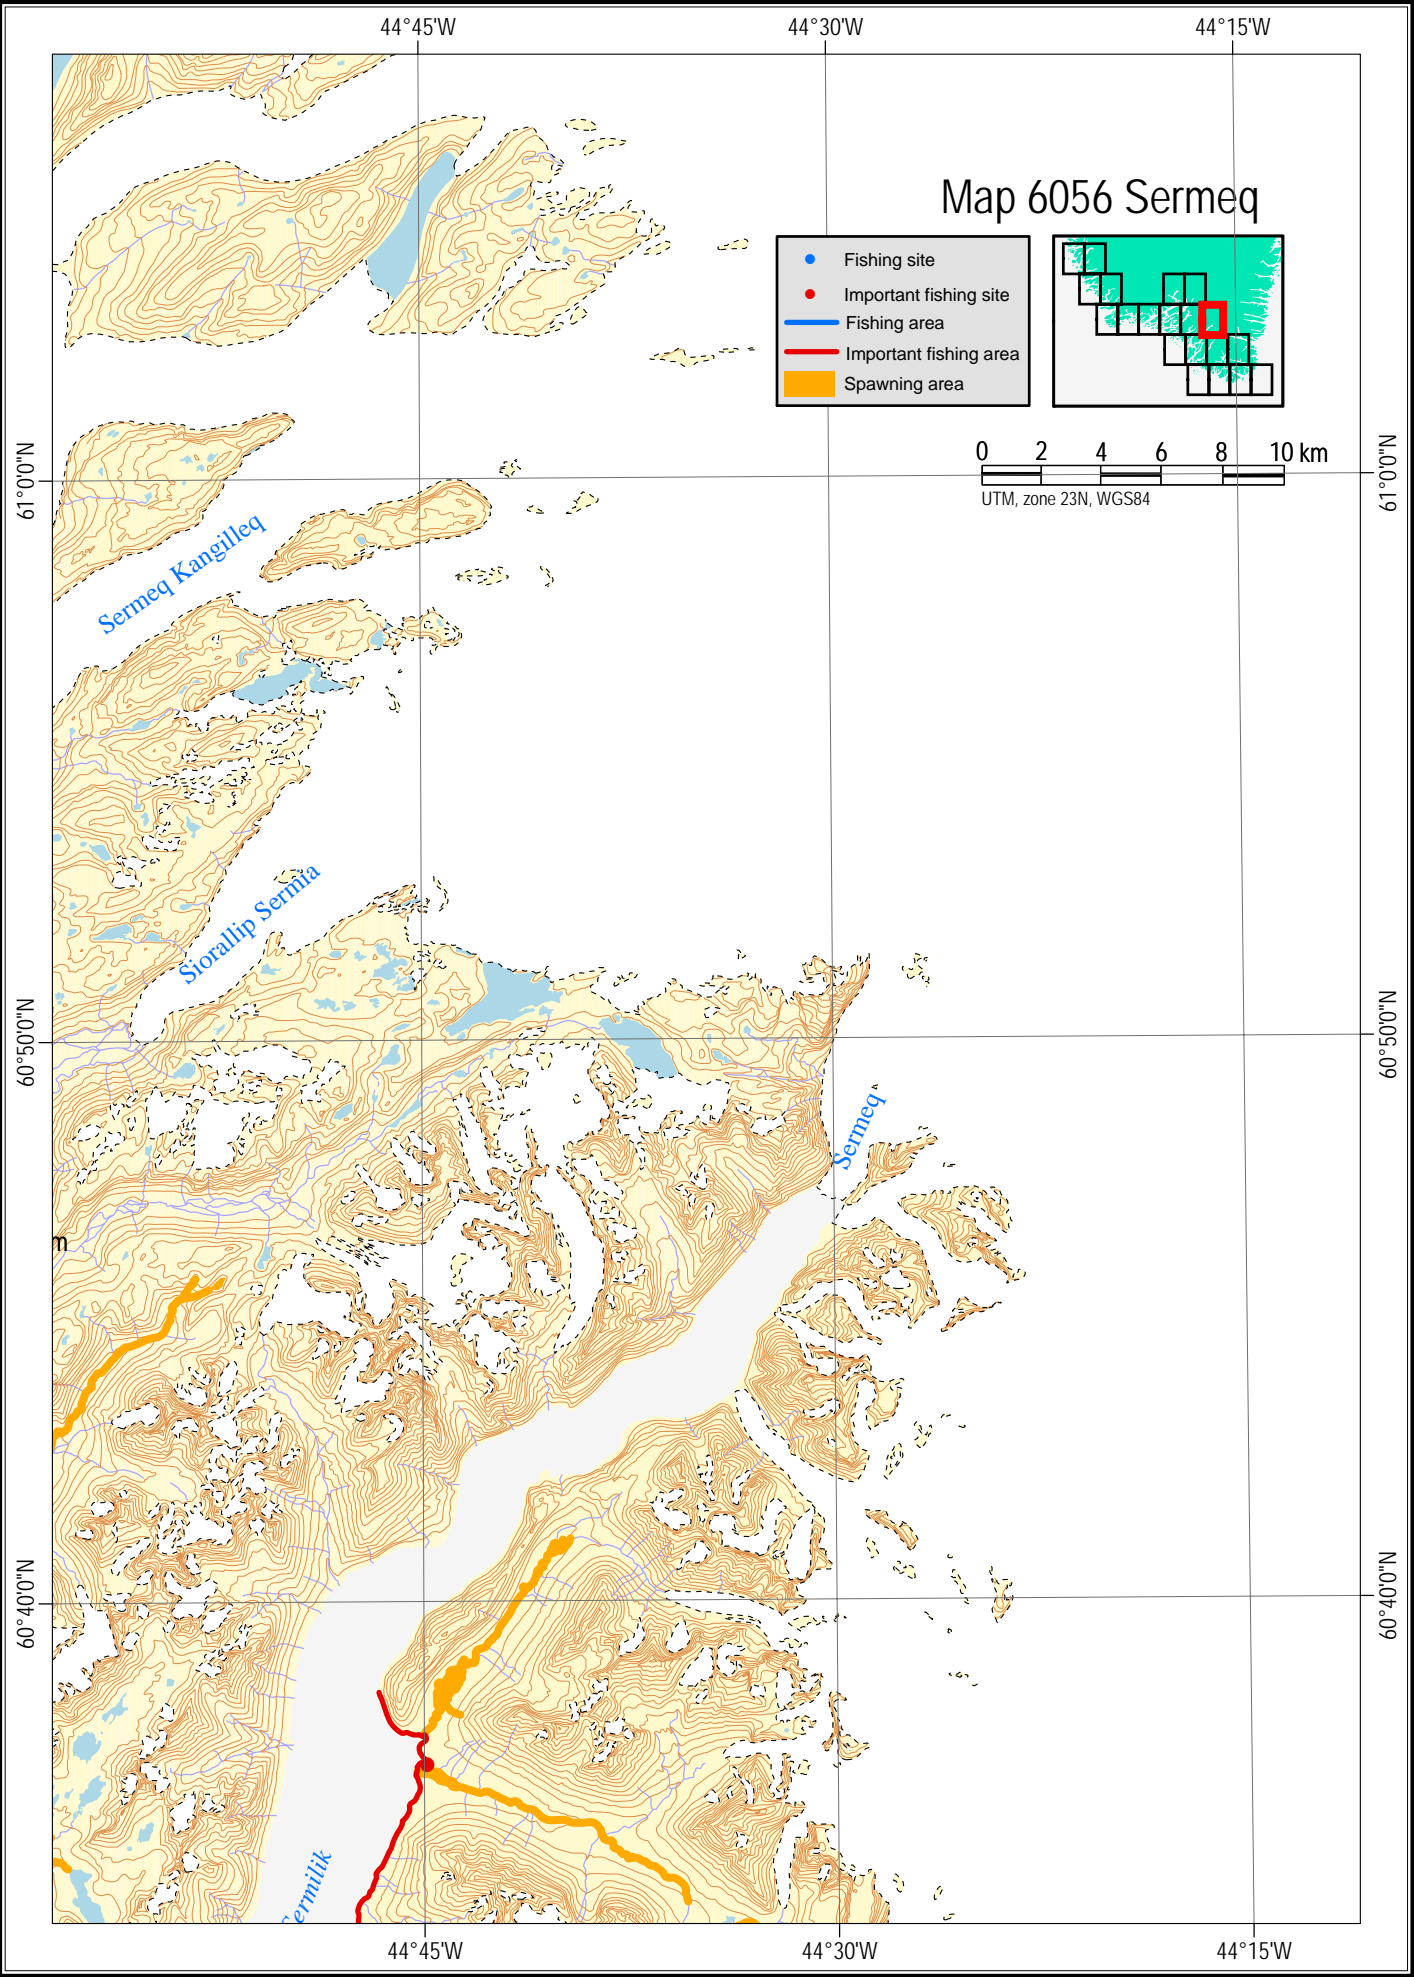 44°45'W
44°30'W
44°15'W
Map 6056 Sermeq
Fishing site
Important fishing site
Fishing area
Important fishing area
Spawning area
0 2 4 6 8 10 km
UTM, zone 23N, WGS84
61°0'0"N
61°0'0"N
Sermeq Kangilleq
Siorallip Sermia
60°50'0"N
60°50'0"N
Sermeq
m
60°40'0"N
60°40'0"N
Sermilik
44°45'W
44°30'W
44°15'W